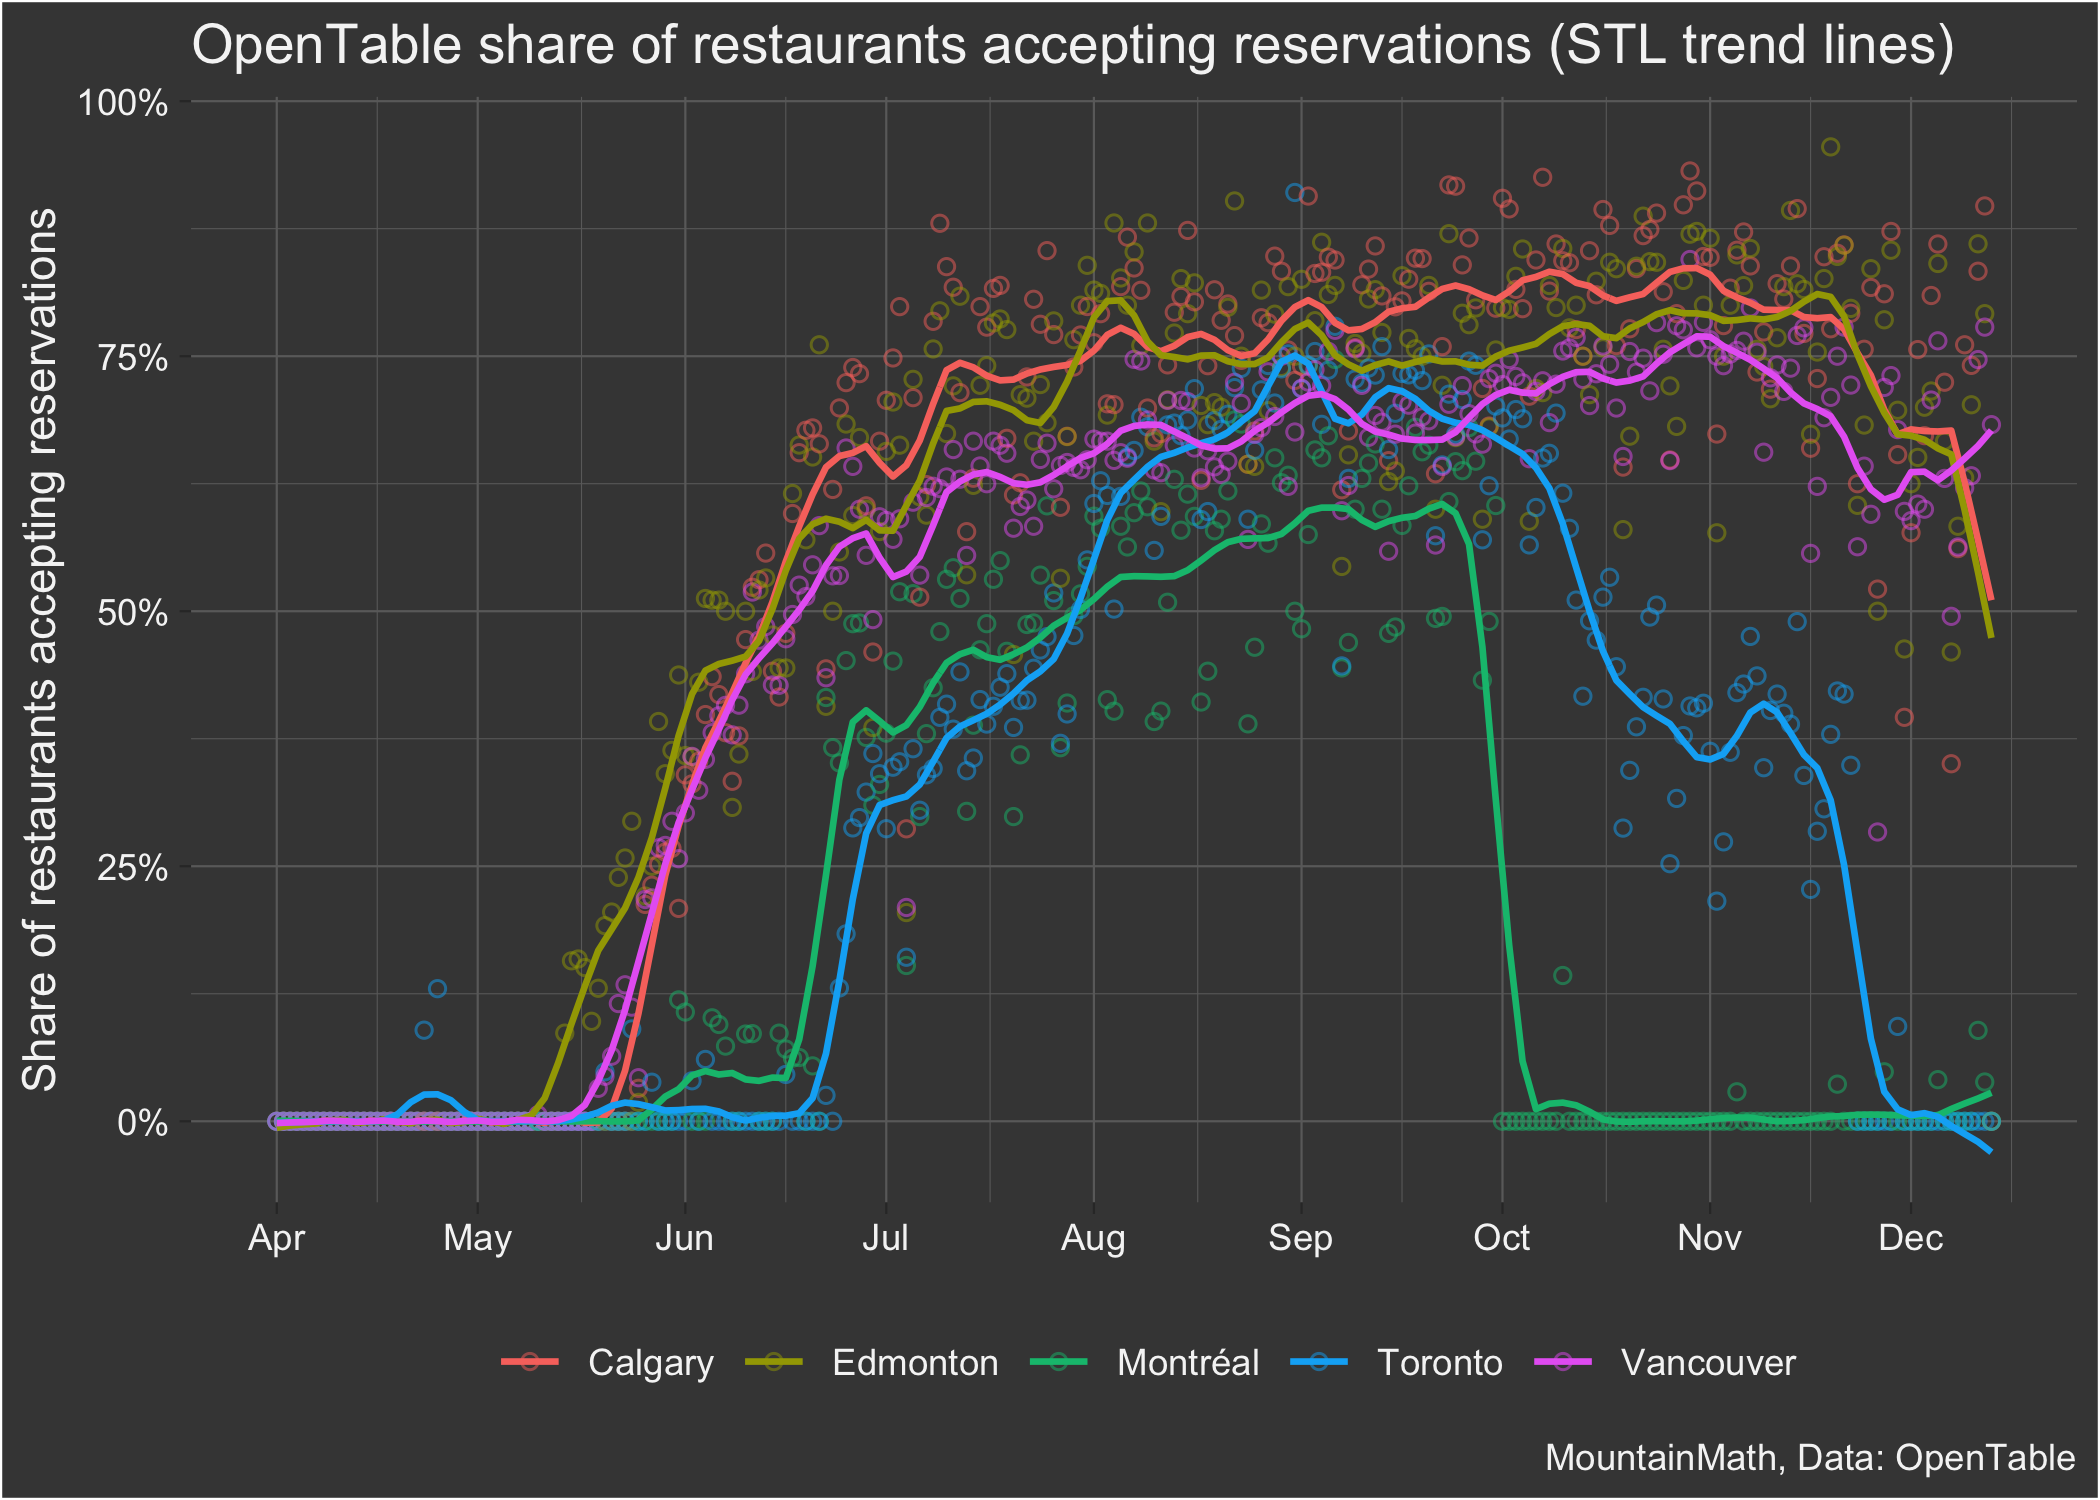 OpenTable share of restaurants accepting reservations (STL trend lines)
Share of restaurants accepting reservations
100%
75%
50%
25%
0%
Apr May Jun Jul Aug Sep Oct Nov Dec
Calgary Edmonton Montréal Toronto Vancouver
MountainMath, Data: OpenTable